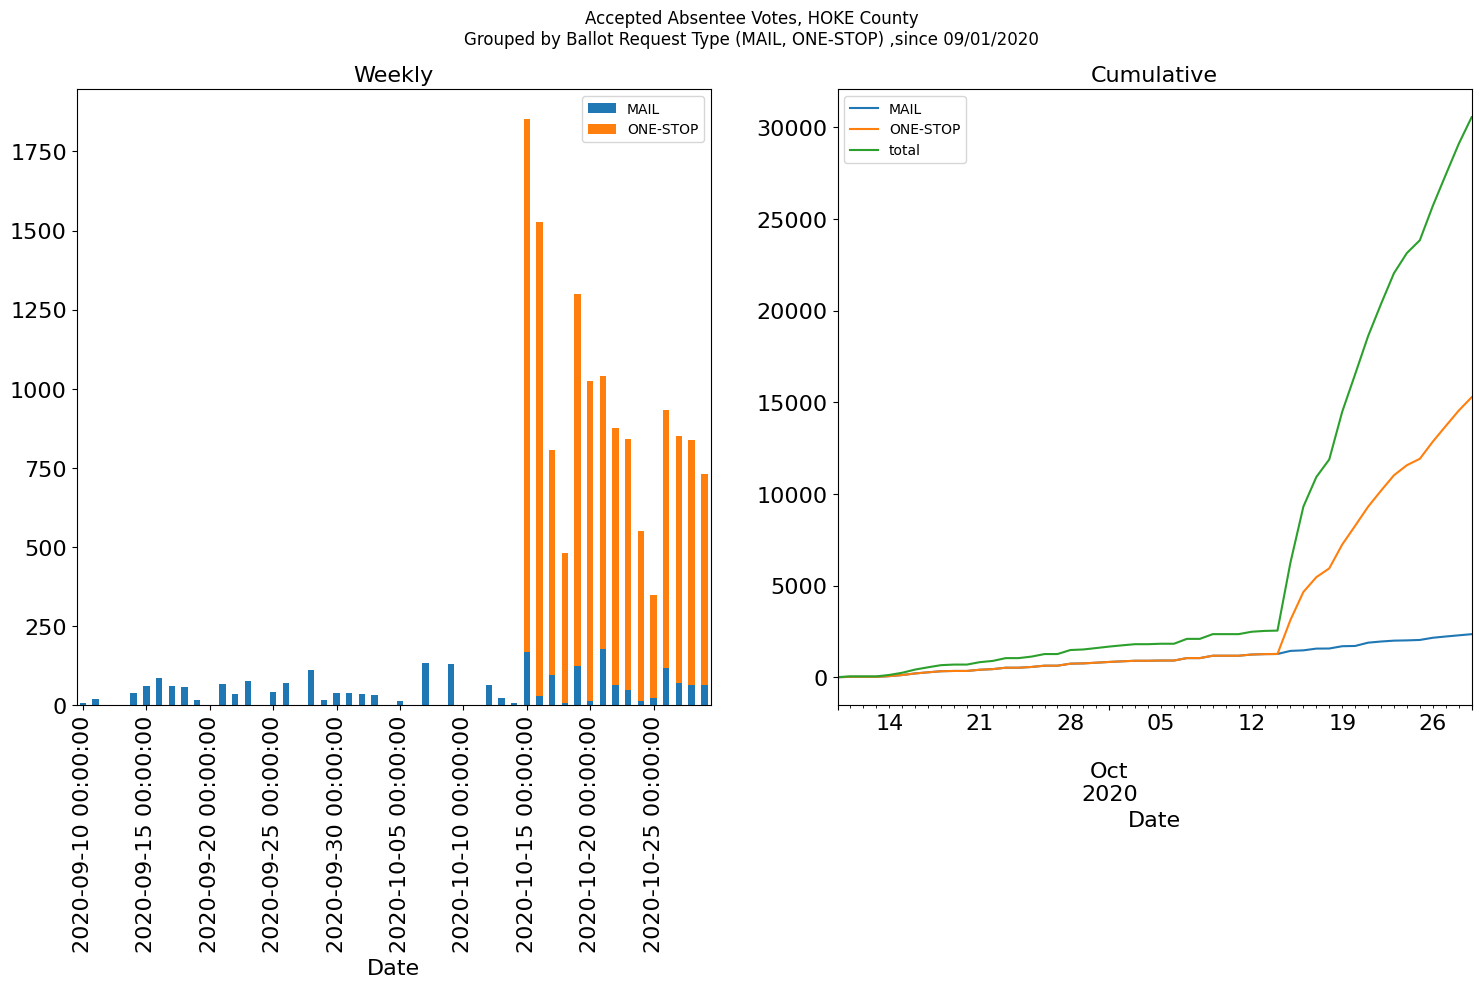 Accepted Absentee Votes, HOKE County
Grouped by Ballot Request Type (MAIL, ONE-STOP) ,since 09/01/2020
Weekly
MAIL
ONE-STOP
1750
1500
1250
1000
750
500
250
0
2020-09-10 00:00:00
2020-09-15 00:00:00
2020-09-20 00:00:00
2020-09-25 00:00:00
2020-09-30 00:00:00
2020-10-05 00:00:00
2020-10-10 00:00:00
2020-10-15 00:00:00
2020-10-20 00:00:00
2020-10-25 00:00:00
Date
Cumulative
MAIL
ONE-STOP
total
30000
25000
20000
15000
10000
5000
0
14 21 28 05 12 19 26
Oct
2020
Date